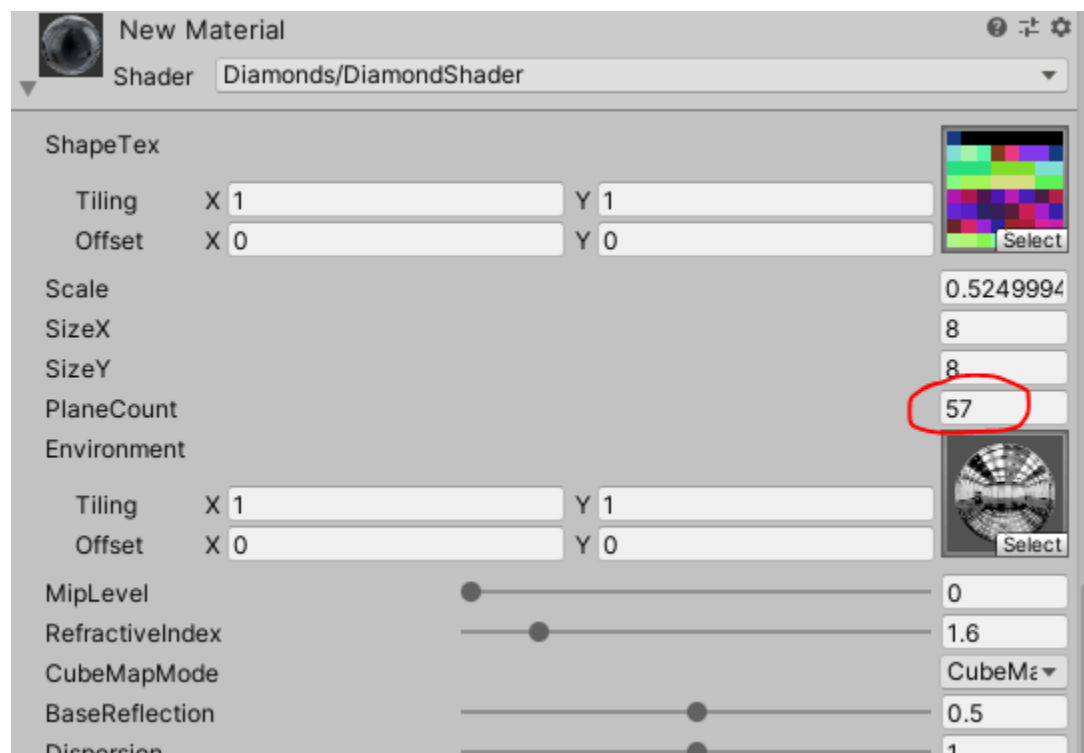 New Material
Shader Diamonds/DiamondShader
ShapeTex
Tiling X 1 Y 1
Offset X 0 Y 0
Select
Scale 0.5249994
SizeX 8
SizeY 8
PlaneCount 57
Environment
Tiling X 1 Y 1
Offset X 0 Y 0
Select
MipLevel 0
RefractiveIndex 1.6
CubeMapMode CubeMa
BaseReflection 0.5
Dispersion 1